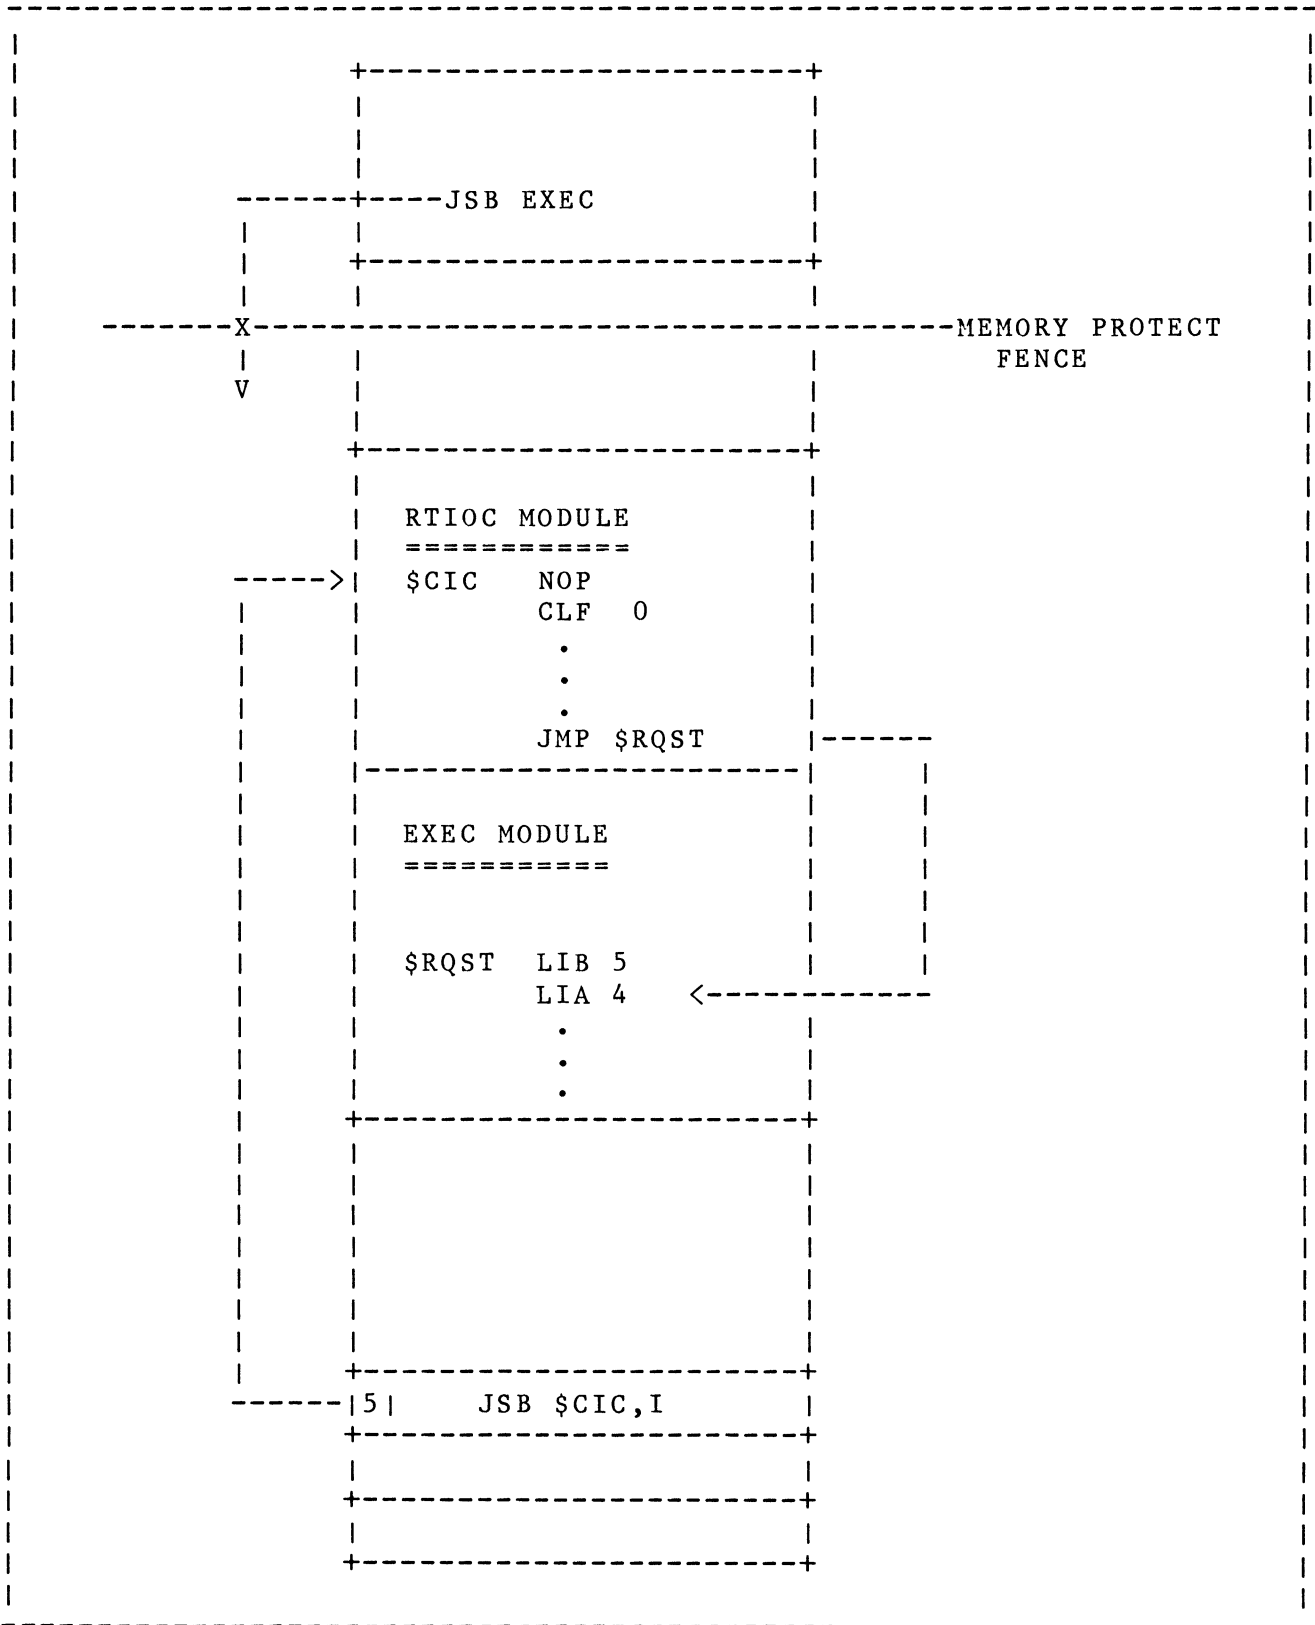 JSB EXEC
X
MEMORY PROTECT
FENCE
V
RTIOC MODULE
============
$CIC NOP
CLF 0
.
.
.
JMP $RQST
EXEC MODULE
===========
$RQST LIB 5
LIA 4
.
.
.
5 JSB $CIC,I